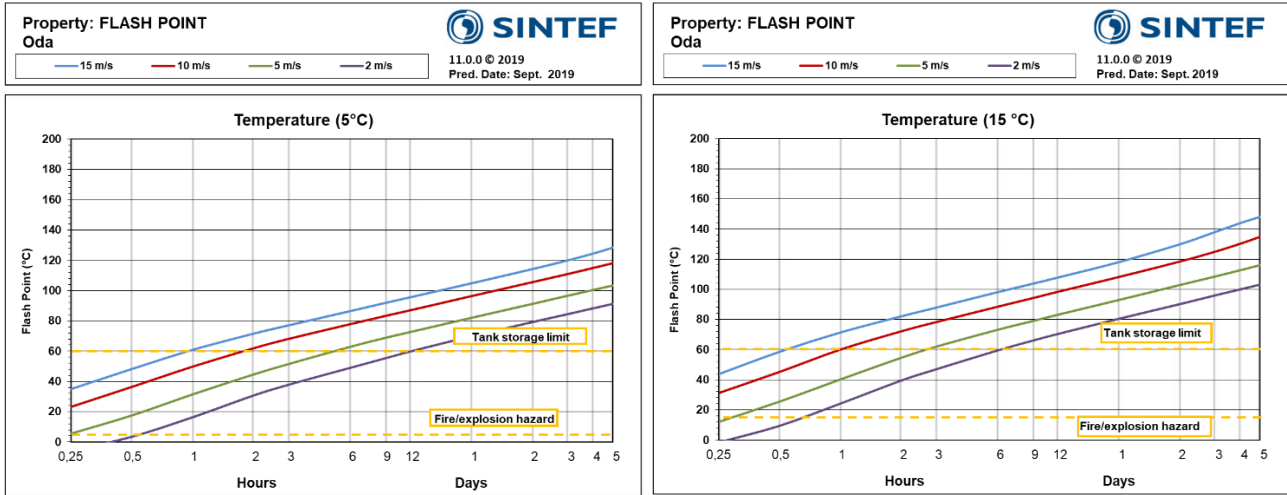 Property: FLASH POINT
Oda
SINTEF
15 m/s 10 m/s 5 m/s 2 m/s
11.0.0 © 2019
Pred. Date: Sept. 2019
Temperature (5°C)
Flash Point (°C)
200
180
160
140
120
100
80
60
40
20
0
Tank storage limit
Fire/explosion hazard
0,25 0,5 1 2 3 6 9 12 1 2 3 4 5
Hours Days
Property: FLASH POINT
Oda
SINTEF
15 m/s 10 m/s 5 m/s 2 m/s
11.0.0 © 2019
Pred. Date: Sept. 2019
Temperature (15 °C)
Flash Point (°C)
200
180
160
140
120
100
80
60
40
20
0
Tank storage limit
Fire/explosion hazard
0,25 0,5 1 2 3 6 9 12 1 2 3 4 5
Hours Days